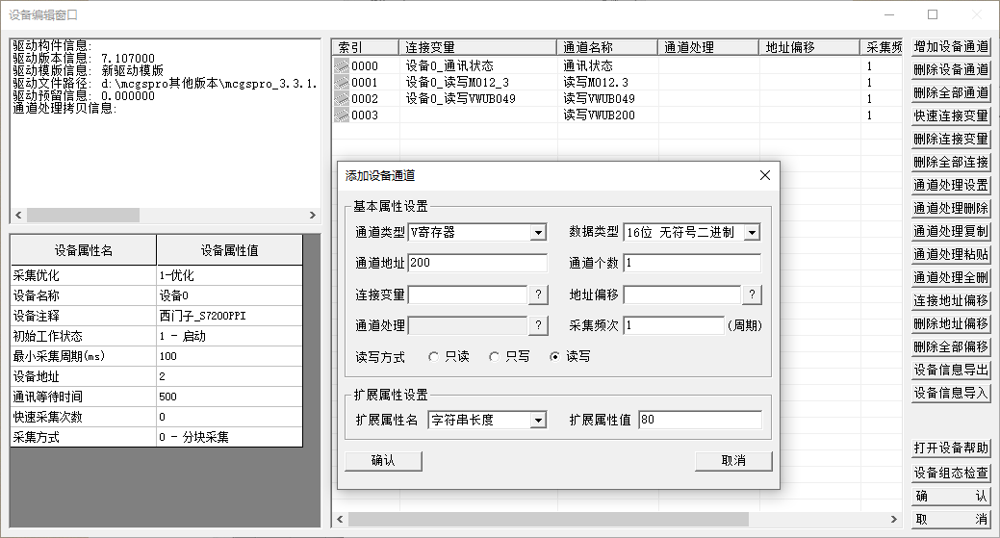 设备编辑窗口
驱动构件信息:
驱动版本信息: 7.107000
驱动模版信息: 新驱动模版
驱动文件路径: d:\mcgspro其他版本\mcgspro_3.3.1.
驱动预留信息: 0.000000
通道处理拷贝信息:
设备属性名 设备属性值
采集优化 1-优化
设备名称 设备0
设备注释 西门子_S7200PPI
初始工作状态 1 - 启动
最小采集周期(ms) 100
设备地址 2
通讯等待时间 500
快速采集次数 0
采集方式 0 - 分块采集
索引 连接变量 通道名称 通道处理 地址偏移 采集频
0000 设备0_通讯状态 通讯状态 1
0001 设备0_读写M012_3 读写M012.3 1
0002 设备0_读写VWUB049 读写VWUB049 1
0003 读写VWUB200 1
添加设备通道
基本属性设置
通道类型 V寄存器 数据类型 16位 无符号二进制
通道地址 200 通道个数 1
连接变量 ? 地址偏移 ?
通道处理 ? 采集频次 1 (周期)
读写方式 只读 只写 读写
扩展属性设置
扩展属性名 字符串长度 扩展属性值 80
确认 取消
增加设备通道
删除设备通道
删除全部通道
快速连接变量
删除连接变量
删除全部连接
通道处理设置
通道处理删除
通道处理复制
通道处理粘贴
通道处理全删
连接地址偏移
删除地址偏移
删除全部偏移
设备信息导出
设备信息导入
打开设备帮助
设备组态检查
确 认
取 消